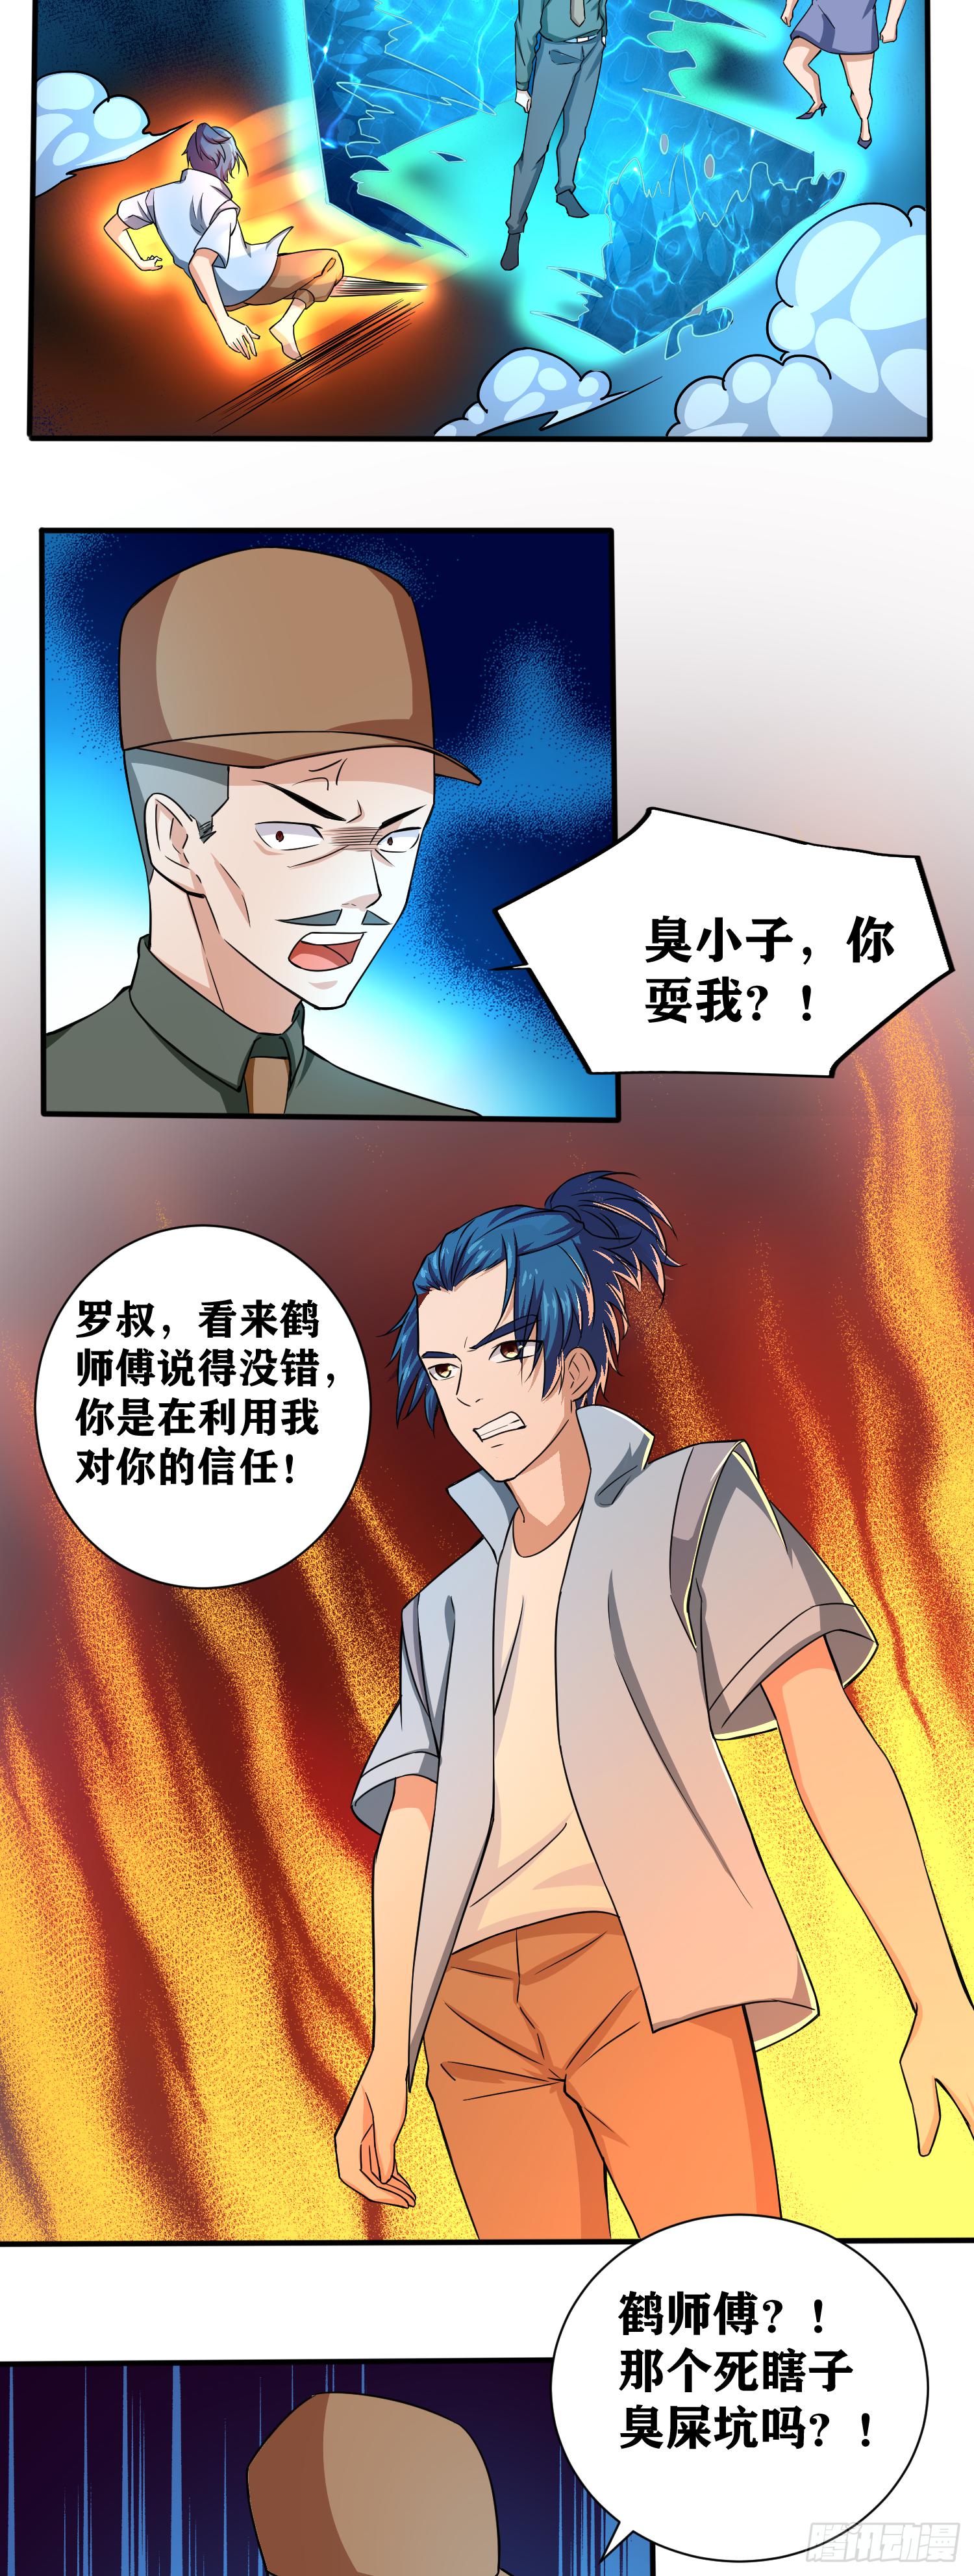 臭小子，你
耍我？！
罗叔，看来鹤
师傅说得没错，
你是在利用我
对你的信任！
鹤师傅？！
那个死瞎子
臭屎坑吗？！
腾讯动漫